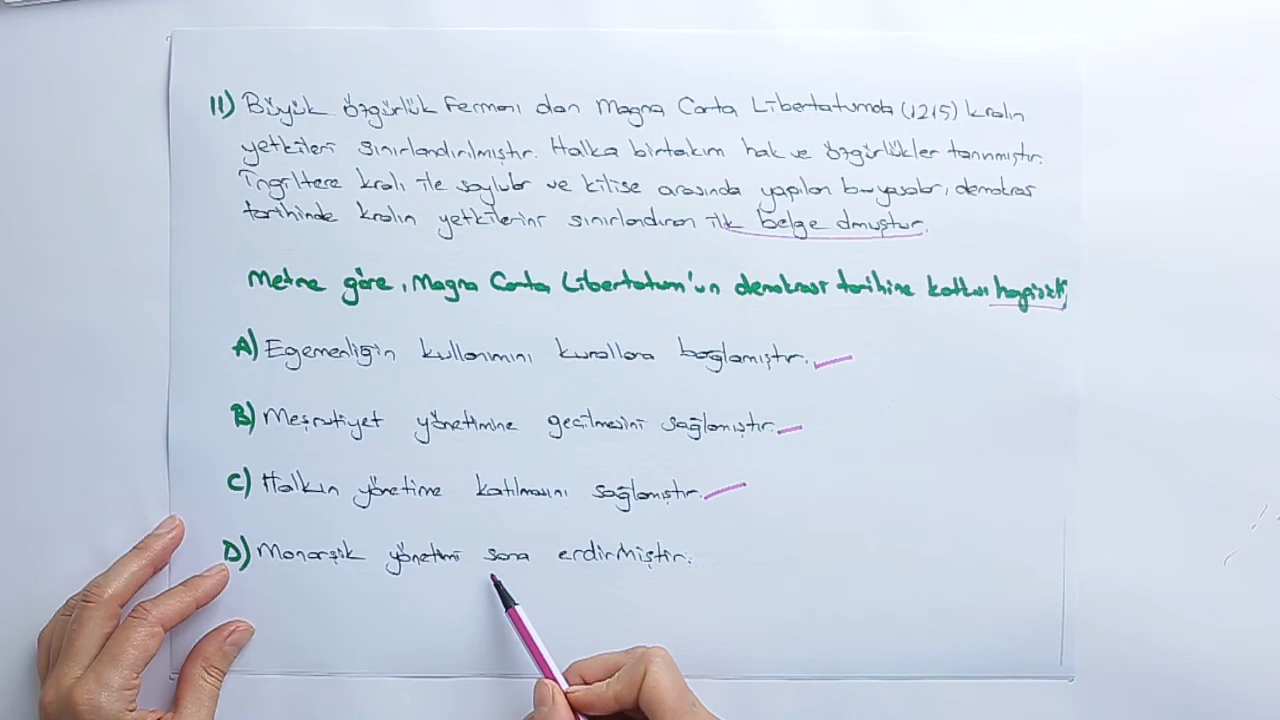 11) Büyük Özgürlük Fermanı olan Magna Carta Libertatumda (1215) kralın
yetkileri sınırlandırılmıştır. Halka birtakım hak ve özgürlükler tanınmıştır.
İngiltere kralı ile soylular ve kilise arasında yapılan bu yasalar, demokrasi
tarihinde kralın yetkilerini sınırlandıran ilk belge olmuştur.
Metne göre, Magna Carta Libertatum'un demokrasi tarihine katkısı hangisidir
A) Egemenliğin kullanımını kurallara bağlamıştır.
B) Meşrutiyet yönetimine geçilmesini sağlamıştır.
C) Halkın yönetime katılmasını sağlamıştır.
D) Monarşik yönetimi sona erdirmiştir.